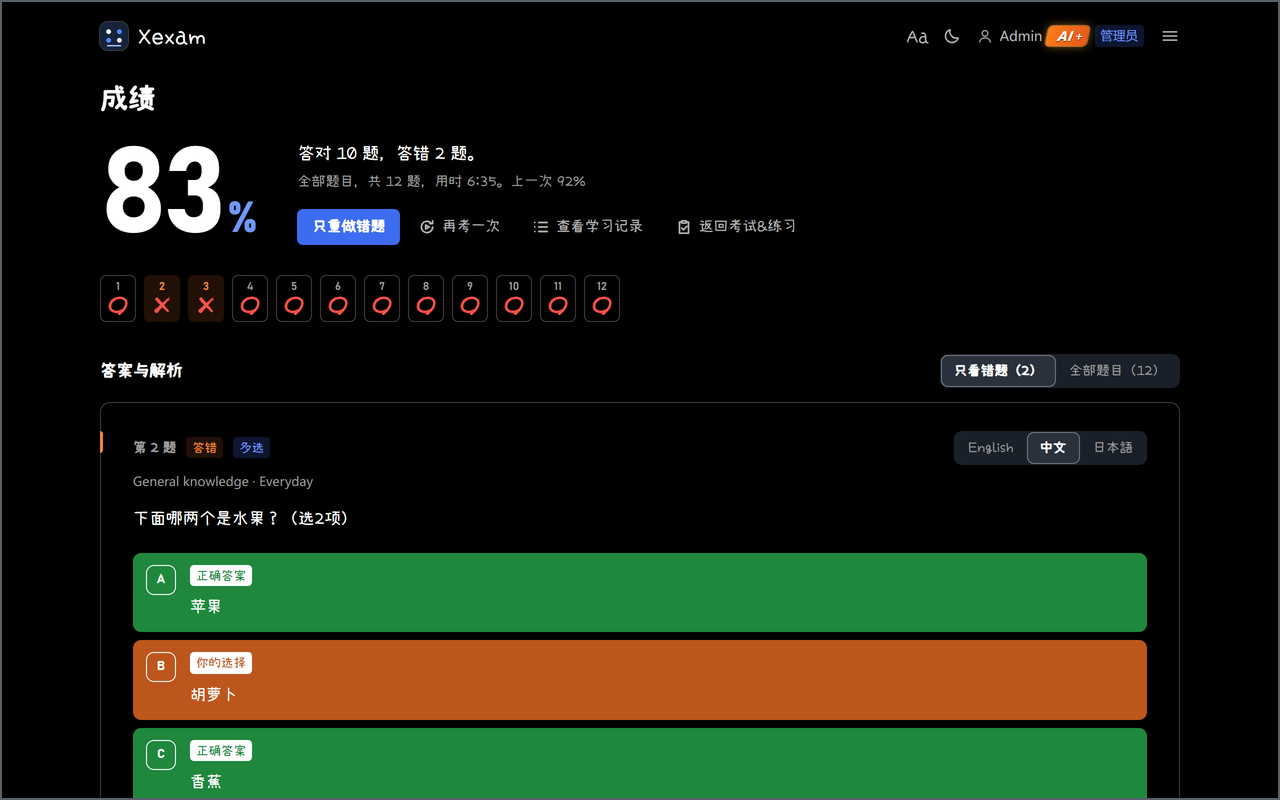 Xexam
Aa Admin AI+ 管理员
成绩
83%
答对 10 题，答错 2 题。
全部题目，共 12 题，用时 6:35。上一次 92%
只重做错题 再考一次 查看学习记录 返回考试&练习
1 2 3 4 5 6 7 8 9 10 11 12
答案与解析
只看错题（2） 全部题目（12）
第 2 题 答错 多选
English 中文 日本語
General knowledge · Everyday
下面哪两个是水果？（选2项）
A 正确答案
苹果
B 你的选择
胡萝卜
C 正确答案
香蕉